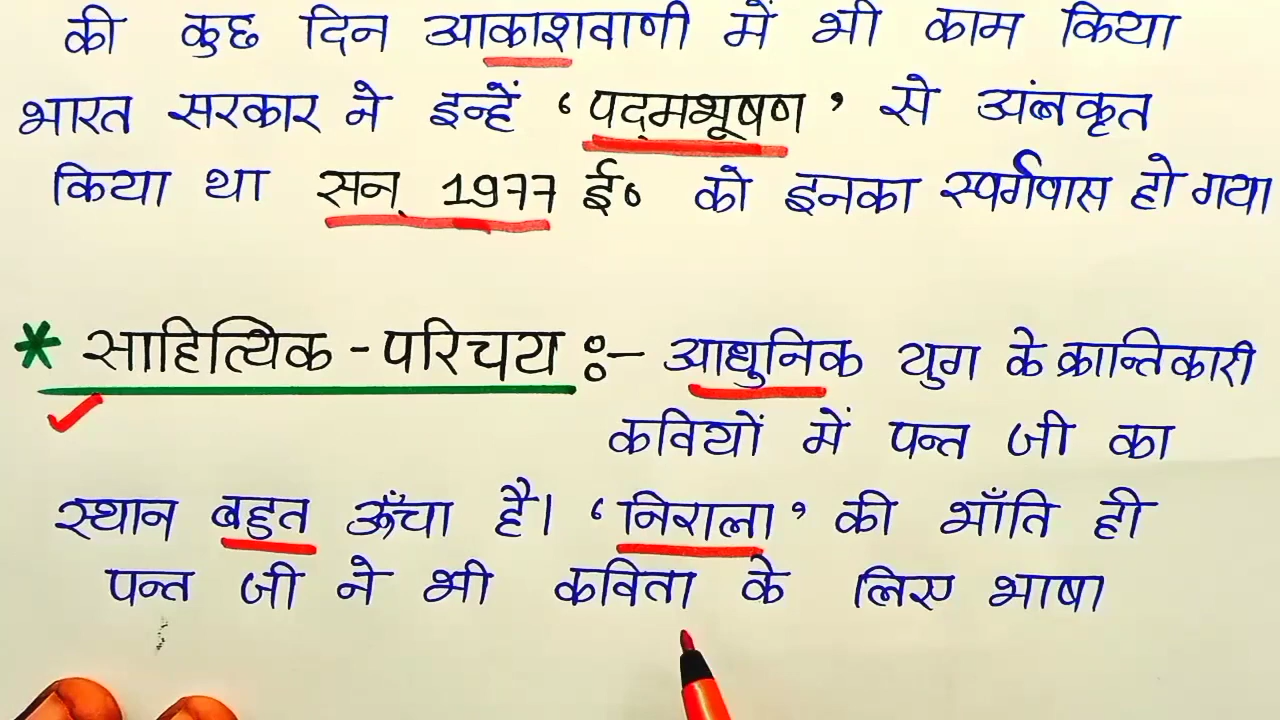 की कुछ दिन आकाशवाणी में भी काम किया
भारत सरकार ने इन्हें ‘पद्मभूषण’ से अंलकृत
किया था सन् 1977 ई० को इनका स्वर्गवास हो गया
* साहित्यिक - परिचय :- आधुनिक युग के क्रान्तिकारी
कवियों में पन्त जी का
स्थान बहुत ऊँचा है। ‘निराला’ की भाँति ही
पन्त जी ने भी कविता के लिए भाषा